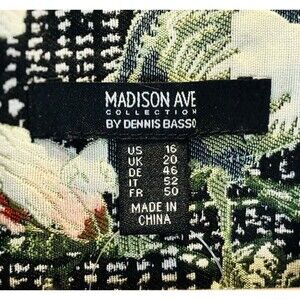 MADISON AVE
COLLECTION
BY DENNIS BASSO
US 16
UK 20
DE 46
IT 52
FR 50
MADE IN
CHINA